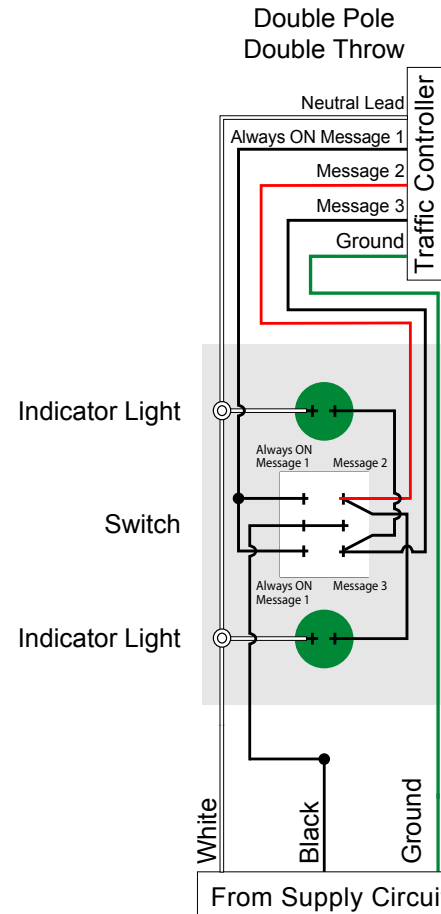 Double Pole
Double Throw
Neutral Lead
Always ON Message 1
Message 2
Message 3
Ground
Traffic Controller
Indicator Light
Always ON
Message 1
Message 2
Switch
Always ON
Message 1
Message 3
Indicator Light
White
Black
Ground
From Supply Circui